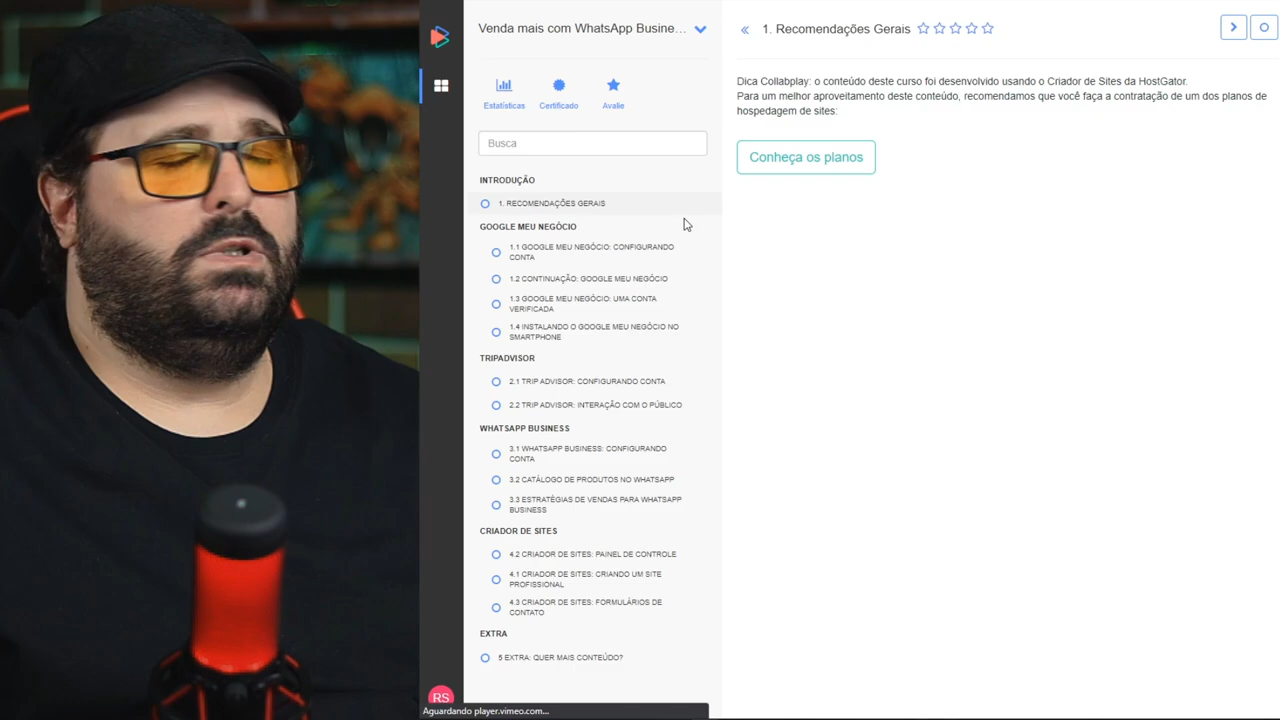 Venda mais com WhatsApp Busine...
Estatísticas
Certificado
Avalie
Busca
INTRODUÇÃO
1. RECOMENDAÇÕES GERAIS
GOOGLE MEU NEGÓCIO
1.1 GOOGLE MEU NEGÓCIO: CONFIGURANDO
CONTA
1.2 CONTINUAÇÃO: GOOGLE MEU NEGÓCIO
1.3 GOOGLE MEU NEGÓCIO: UMA CONTA
VERIFICADA
1.4 INSTALANDO O GOOGLE MEU NEGÓCIO NO
SMARTPHONE
TRIPADVISOR
2.1 TRIP ADVISOR: CONFIGURANDO CONTA
2.2 TRIP ADVISOR: INTERAÇÃO COM O PÚBLICO
WHATSAPP BUSINESS
3.1 WHATSAPP BUSINESS: CONFIGURANDO
CONTA
3.2 CATÁLOGO DE PRODUTOS NO WHATSAPP
3.3 ESTRATÉGIAS DE VENDAS PARA WHATSAPP
BUSINESS
CRIADOR DE SITES
4.2 CRIADOR DE SITES: PAINEL DE CONTROLE
4.1 CRIADOR DE SITES: CRIANDO UM SITE
PROFISSIONAL
4.3 CRIADOR DE SITES: FORMULÁRIOS DE
CONTATO
EXTRA
5 EXTRA: QUER MAIS CONTEÚDO?
RS
Aguardando player.vimeo.com...
1. Recomendações Gerais
Dica Collabplay: o conteúdo deste curso foi desenvolvido usando o Criador de Sites da HostGator.
Para um melhor aproveitamento deste conteúdo, recomendamos que você faça a contratação de um dos planos de
hospedagem de sites:
Conheça os planos